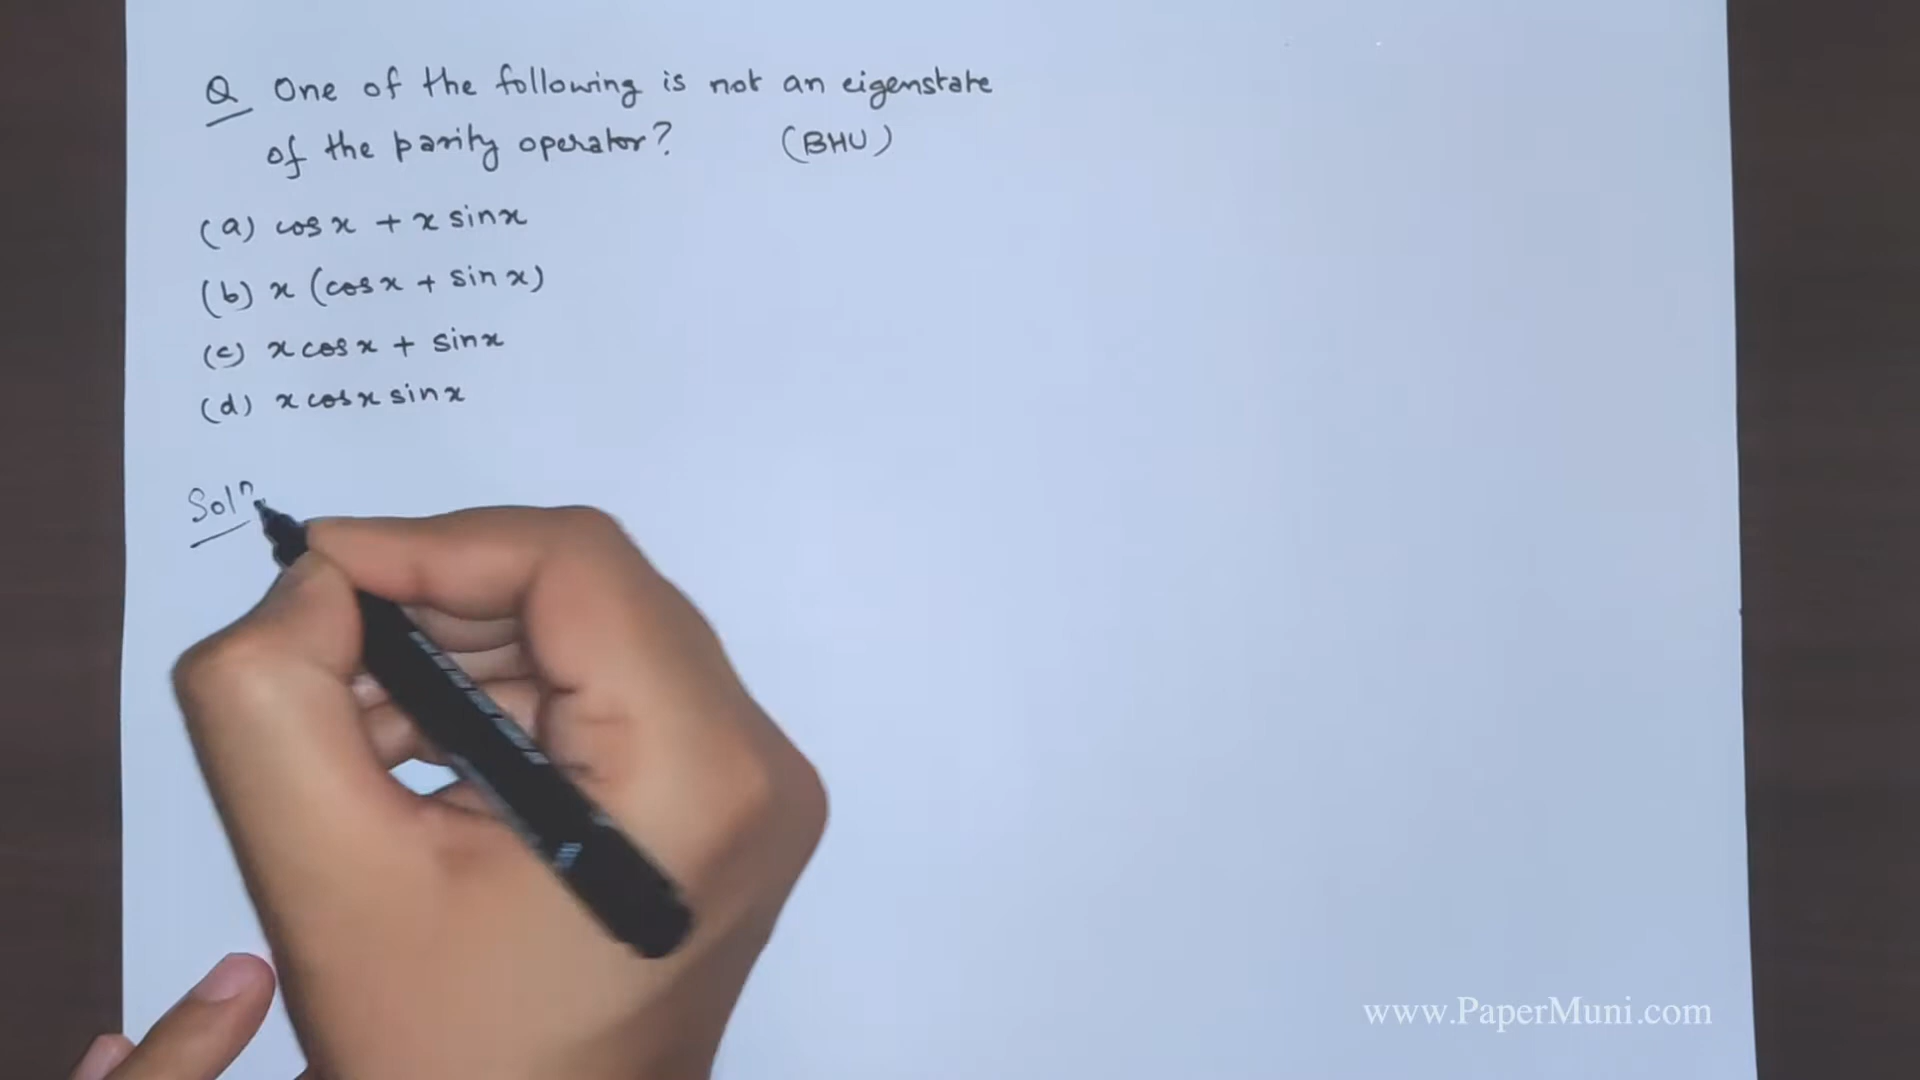 Q One of the following is not an eigenstate
of the parity operator? (BHU)
(a) cos x + x sin x
(b) x (cos x + sin x)
(c) x cos x + sin x
(d) x cos x sin x
Solⁿ
www.PaperMuni.com